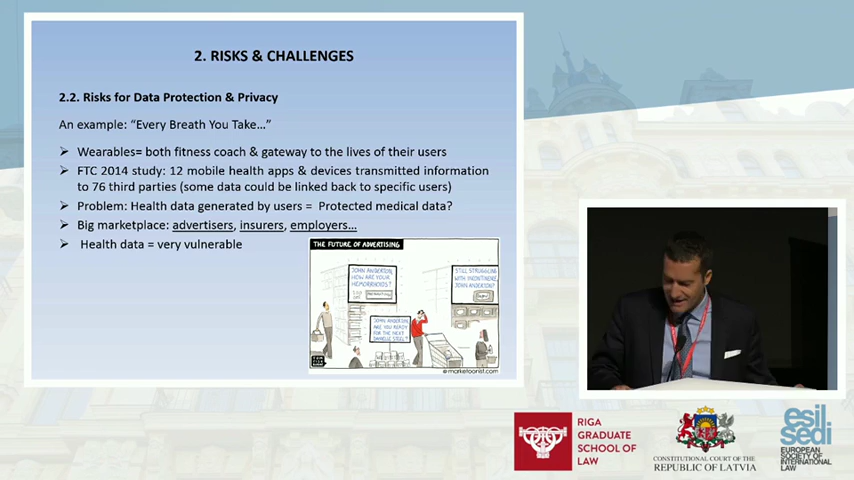 2. RISKS & CHALLENGES
2.2. Risks for Data Protection & Privacy
An example: “Every Breath You Take…”
➢ Wearables= both fitness coach & gateway to the lives of their users
➢ FTC 2014 study: 12 mobile health apps & devices transmitted information
to 76 third parties (some data could be linked back to specific users)
➢ Problem: Health data generated by users = Protected medical data?
➢ Big marketplace: advertisers, insurers, employers…
➢ Health data = very vulnerable
THE FUTURE OF ADVERTISING
JOHN ANDERSON,
HOW ARE YOUR
HEMORRHOIDS?
STILL STRUGGLING
WITH INCONTINENCE,
JOHN ANDERSON?
JOHN ANDERSON
ARE YOU READY
FOR THE NEXT
DANIELLE STEEL?
marketoonist.com
RIGA
GRADUATE
SCHOOL OF
LAW
CONSTITUTIONAL COURT OF THE
REPUBLIC OF LATVIA
esil
sedi
EUROPEAN
SOCIETY OF
INTERNATIONAL
LAW